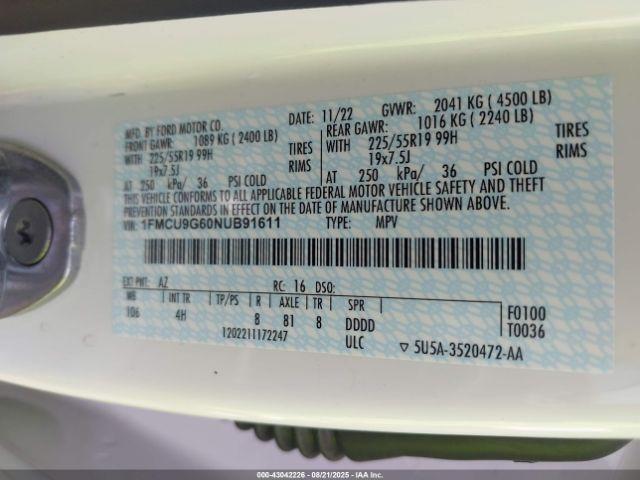 MFD. BY FORD MOTOR CO.
DATE: 11/22 GVWR: 2041 KG ( 4500 LB)
FRONT GAWR: 1089 KG ( 2400 LB)
REAR GAWR: 1016 KG ( 2240 LB)
WITH 225/55R19 99H TIRES
WITH 225/55R19 99H TIRES
19x7.5J RIMS
19x7.5J RIMS
AT 250 kPa/ 36 PSI COLD
AT 250 kPa/ 36 PSI COLD
THIS VEHICLE CONFORMS TO ALL APPLICABLE FEDERAL MOTOR VEHICLE SAFETY AND THEFT
PREVENTION STANDARDS IN EFFECT ON THE DATE OF MANUFACTURE SHOWN ABOVE.
VIN: 1FMCU9G60NUB91611 TYPE: MPV
EXT PNT: AZ RC: 16 DSO:
WB INT TR TP/PS R AXLE TR SPR
106 4H 8 81 8 DDDD
F0100
T0036
1202211172247 ULC ▽ 5U5A-3520472-AA
000-43042226 - 08/21/2025 - IAA Inc.